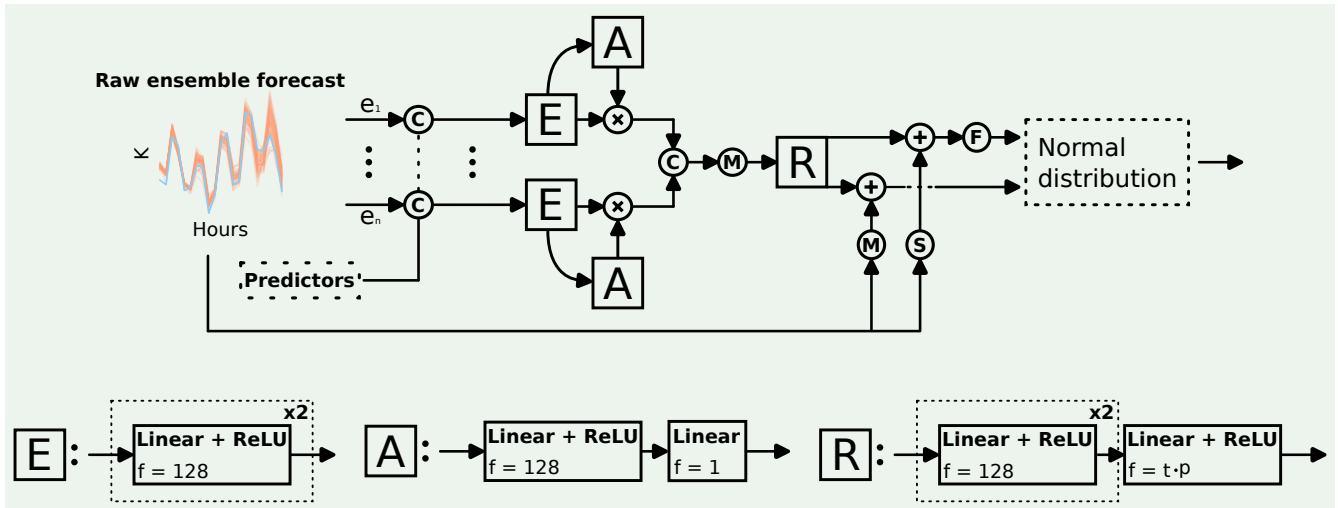 Raw ensemble forecast
K
Hours
Predictors
e₁
eₙ
C
C
E
E
A
A
×
×
C
M
R
+
+
F
M
S
Normal
distribution
E:
x2
Linear + ReLU
f = 128
A:
Linear + ReLU
f = 128
Linear
f = 1
R:
x2
Linear + ReLU
f = 128
Linear + ReLU
f = t·p